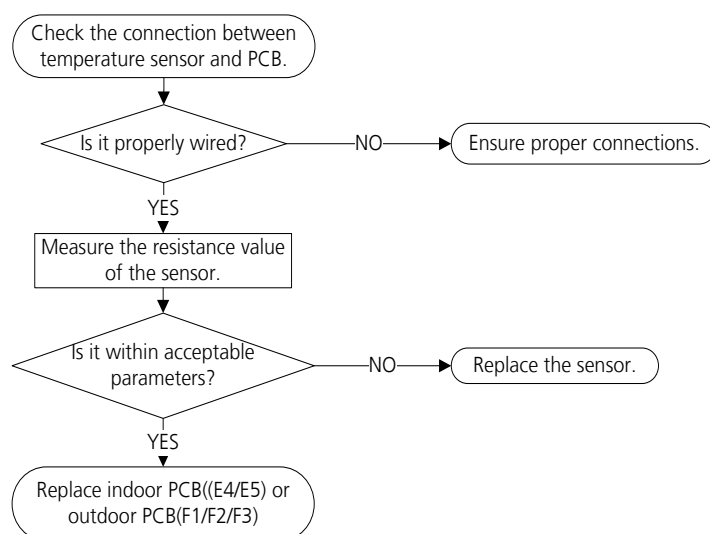 Check the connection between
temperature sensor and PCB.
Is it properly wired?
NO
Ensure proper connections.
YES
Measure the resistance value
of the sensor.
Is it within acceptable
parameters?
NO
Replace the sensor.
YES
Replace indoor PCB((E4/E5) or
outdoor PCB(F1/F2/F3)